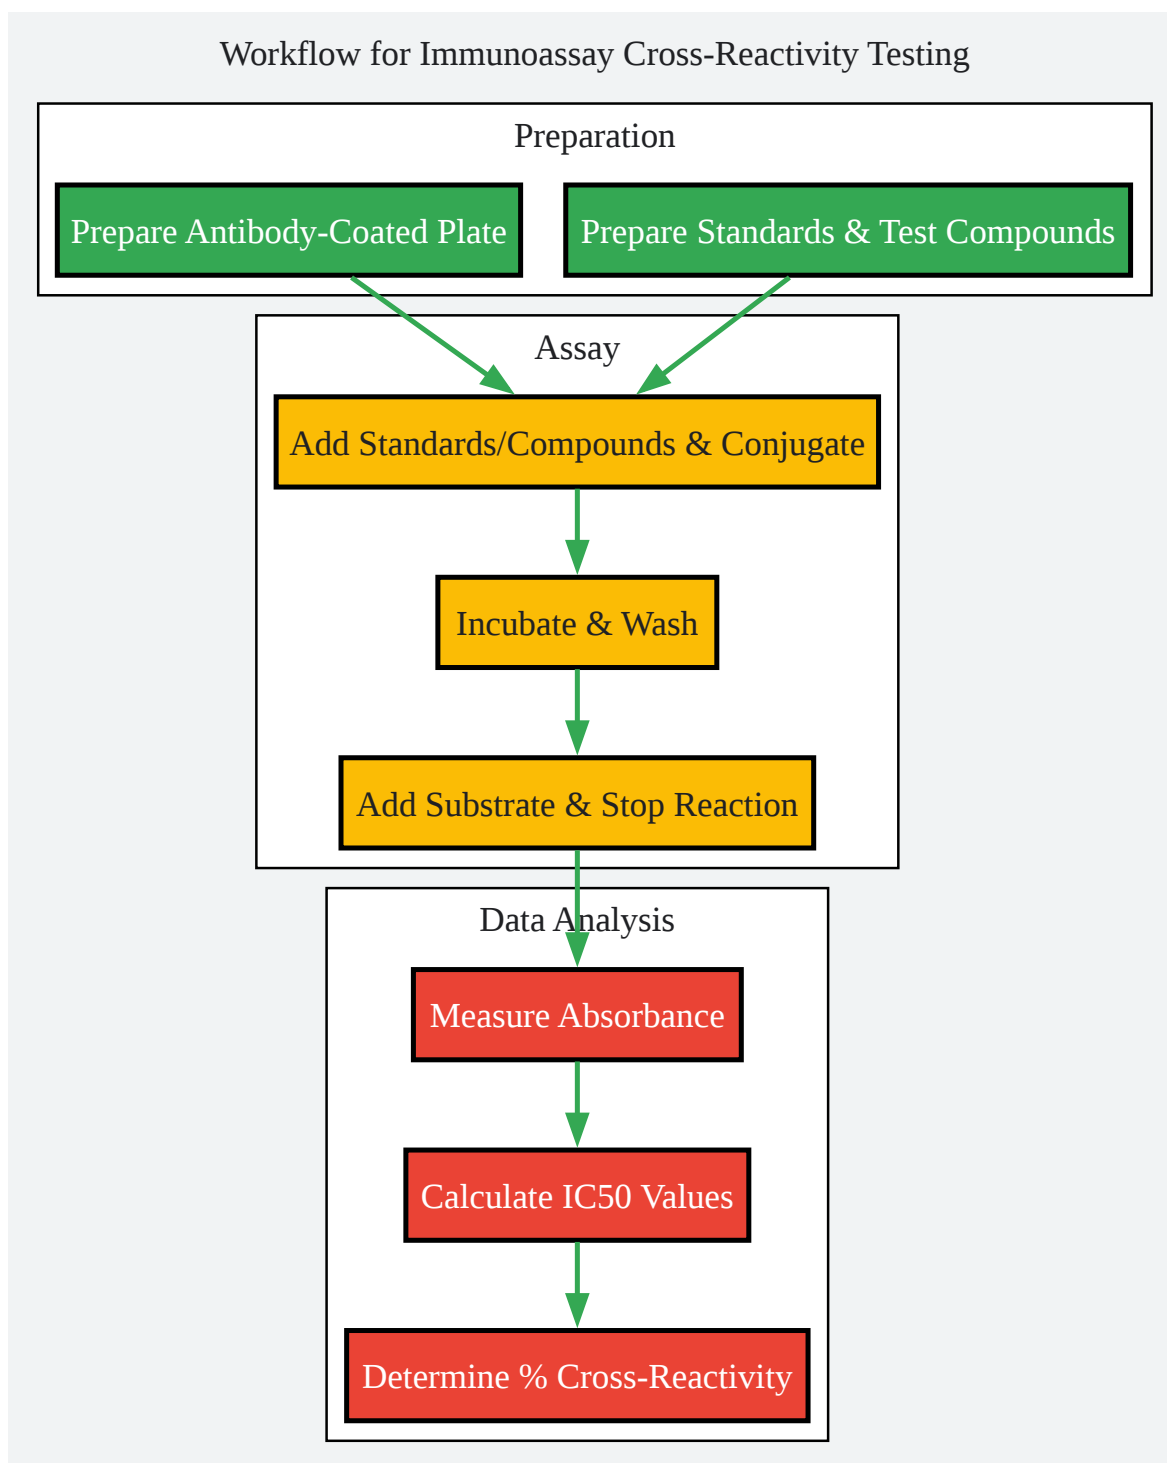 Workflow for Immunoassay Cross-Reactivity Testing
Preparation
Prepare Antibody-Coated Plate
Prepare Standards & Test Compounds
Assay
Add Standards/Compounds & Conjugate
Incubate & Wash
Add Substrate & Stop Reaction
Data Analysis
Measure Absorbance
Calculate IC50 Values
Determine % Cross-Reactivity